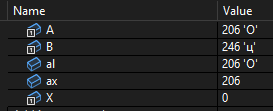 Name Value
A 206 'О'
B 246 'ц'
al 206 'О'
ax 206
X 0